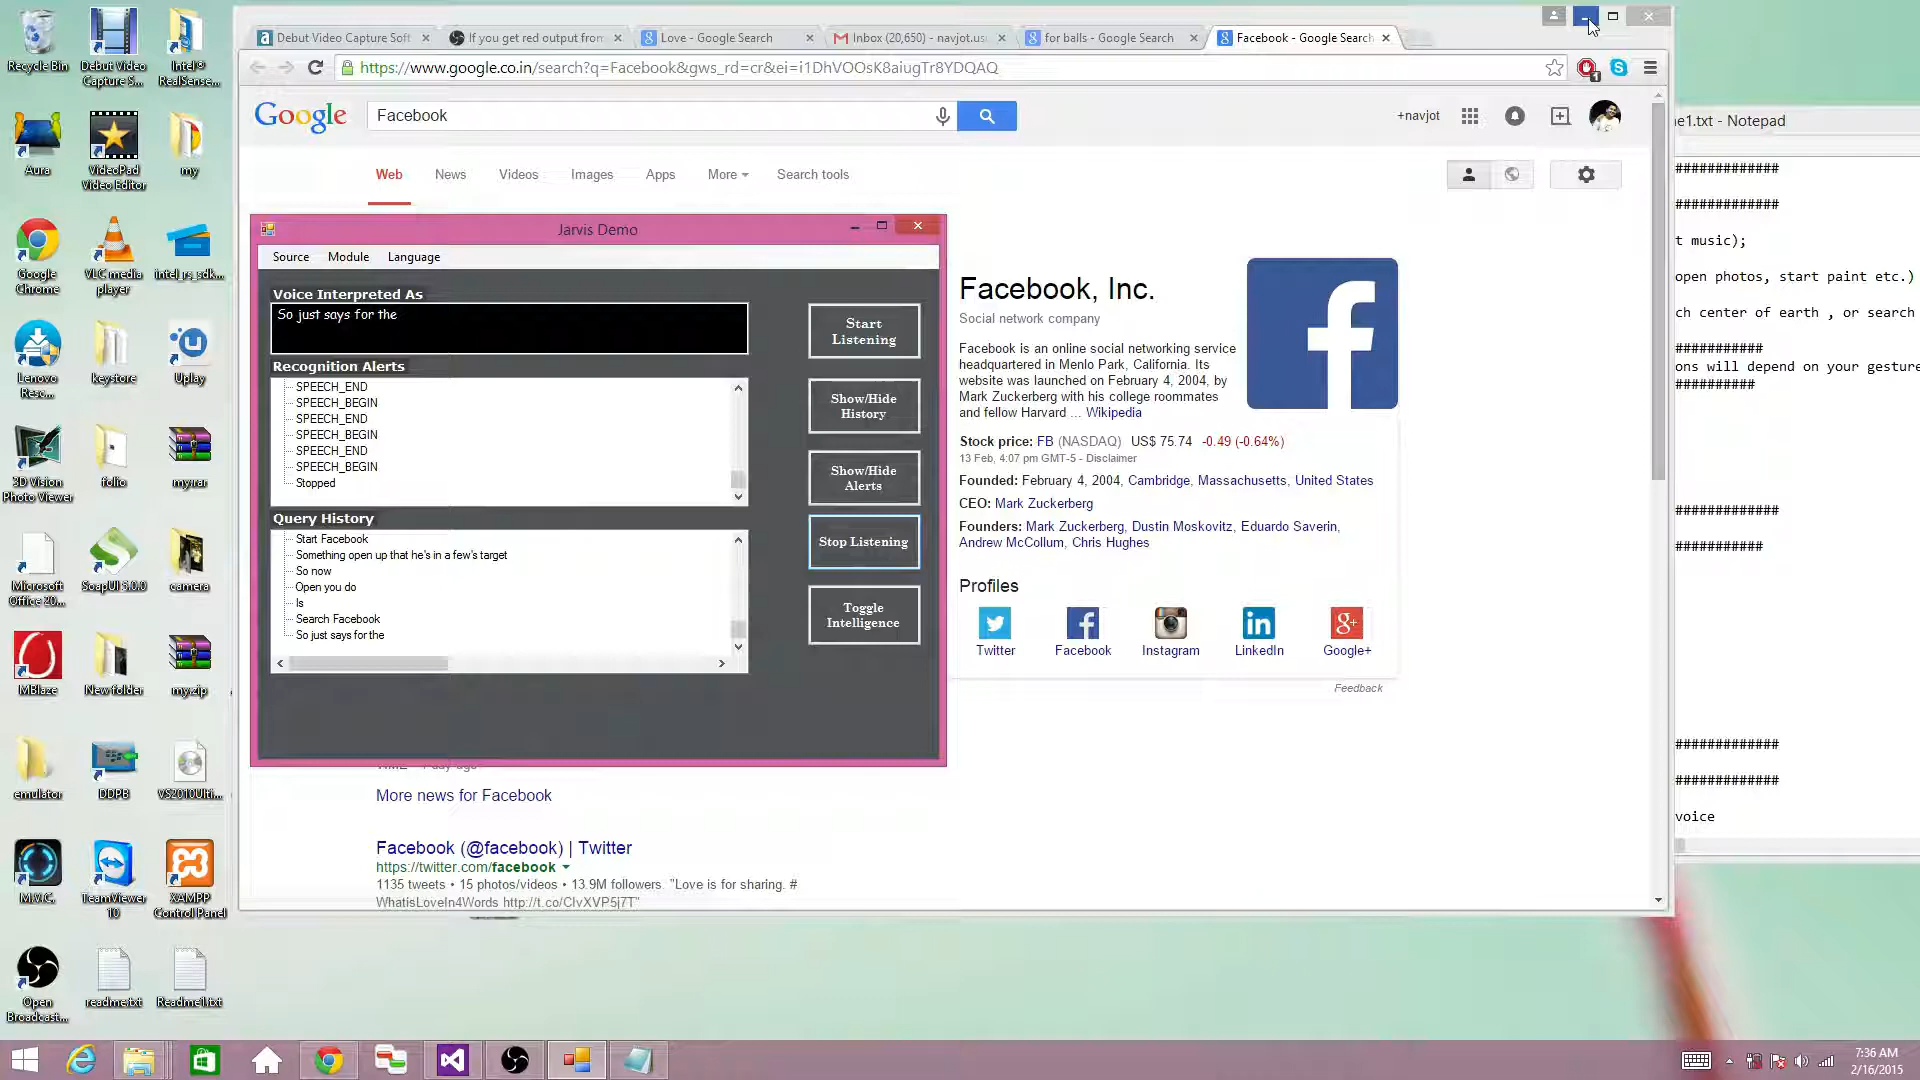 Debut Video Capture Soft
If you get red output from
Love - Google Search
Inbox (20,650) - navjot.us
for balls - Google Search
Facebook - Google Search
https://www.google.co.in/search?q=Facebook&gws_rd=cr&ei=i1DhVOOsK8aiugTr8YDQAQ
Google
Facebook
+navjot
Web
News
Videos
Images
Apps
More
Search tools
Jarvis Demo
Source
Module
Language
Voice Interpreted As
So just says for the
Recognition Alerts
SPEECH_END
SPEECH_BEGIN
SPEECH_END
SPEECH_BEGIN
SPEECH_END
SPEECH_BEGIN
Stopped
Query History
Start Facebook
Something open up that he's in a few's target
So now
Open you do
Is
Search Facebook
So just says for the
Start
Listening
Show/Hide
History
Show/Hide
Alerts
Stop Listening
Toggle
Intelligence
Facebook, Inc.
Social network company
Facebook is an online social networking service
headquartered in Menlo Park, California. Its
website was launched on February 4, 2004, by
Mark Zuckerberg with his college roommates
and fellow Harvard ... Wikipedia
Stock price: FB (NASDAQ) US$ 75.74 -0.49 (-0.64%)
13 Feb, 4:07 pm GMT-5 - Disclaimer
Founded: February 4, 2004, Cambridge, Massachusetts, United States
CEO: Mark Zuckerberg
Founders: Mark Zuckerberg, Dustin Moskovitz, Eduardo Saverin,
Andrew McCollum, Chris Hughes
Profiles
Twitter
Facebook
Instagram
LinkedIn
Google+
Feedback
More news for Facebook
Facebook (@facebook) | Twitter
https://twitter.com/facebook
1135 tweets • 15 photos/videos • 13.9M followers. "Love is for sharing. #
WhatisLoveIn4Words http://t.co/CIvXVP5j7T"
e1.txt - Notepad
#############
#############
t music);
open photos, start paint etc.)
ch center of earth , or search
###########
ons will depend on your gesture
##########
#############
###########
#############
#############
voice
Recycle Bin
Debut Video
Capture S...
Intel®
RealSense...
Aura
VideoPad
Video Editor
my
Google
Chrome
VLC media
player
intel_rs_sdk...
Lenovo
Resc...
keystore
Uplay
3D Vision
Photo Viewer
folio
my.rar
Microsoft
Office 20...
SoapUI 5.0.0
camera
MBlaze
New folder
my.zip
emulator
DDPB
VS2010Ulti...
M.V.C.
TeamViewer
10
XAMPP
Control Panel
Open
Broadcast...
readme.txt
Readme1.txt
7:36 AM
2/16/2015